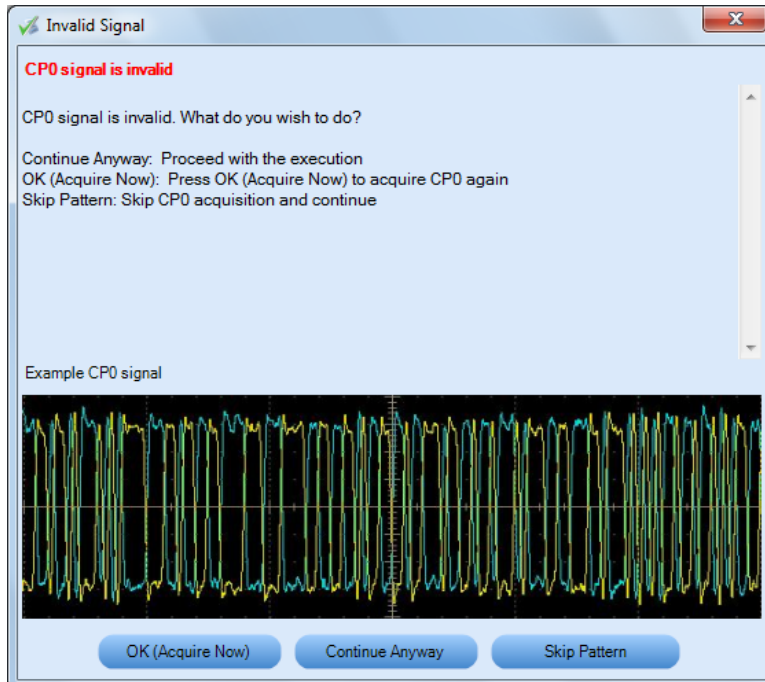 Invalid Signal
CP0 signal is invalid
CP0 signal is invalid. What do you wish to do?
Continue Anyway: Proceed with the execution
OK (Acquire Now): Press OK (Acquire Now) to acquire CP0 again
Skip Pattern: Skip CP0 acquisition and continue
Example CP0 signal
OK (Acquire Now)
Continue Anyway
Skip Pattern